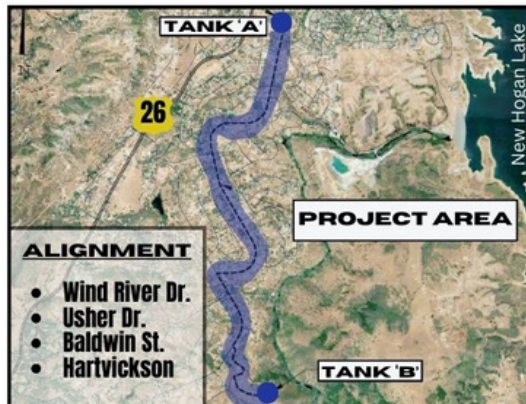 TANK 'A'
26
New Hogan Lake
PROJECT AREA
ALIGNMENT
• Wind River Dr.
• Usher Dr.
• Baldwin St.
• Hartvickson
TANK 'B'